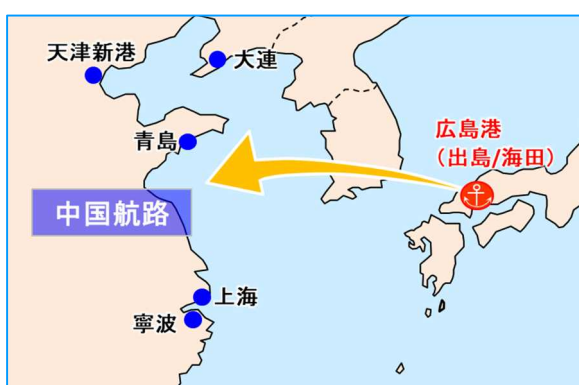 天津新港
大連
広島港
（出島/海田）
青島
中国航路
上海
寧波